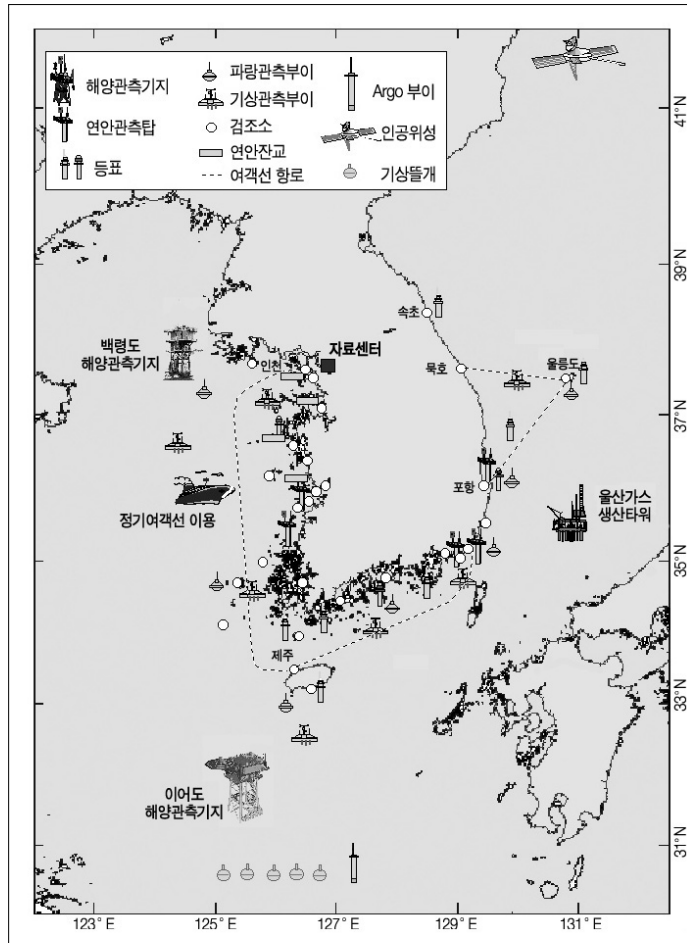 해양관측기지
연안관측탑
등표
파랑관측부이
기상관측부이
검조소
연안잔교
여객선 항로
Argo 부이
인공위성
기상뜰개
41°N
39°N
37°N
35°N
33°N
31°N
속초
백령도
해양관측기지
인천
자료센터
묵호
울릉도
정기여객선 이용
포항
울산가스
생산타워
제주
이어도
해양관측기지
123°E
125°E
127°E
129°E
131°E